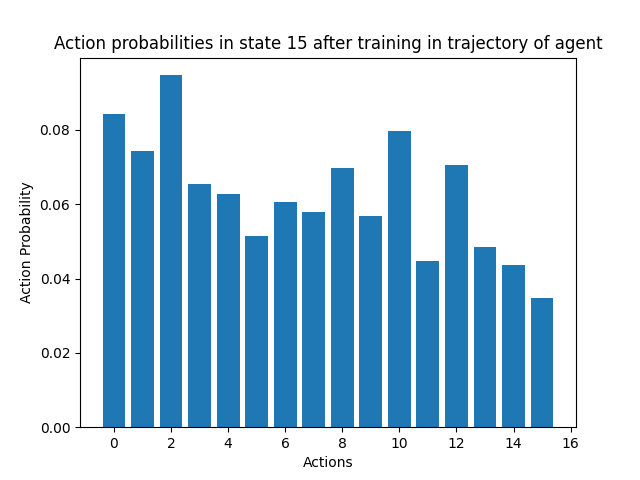 Action probabilities in state 15 after training in trajectory of agent
0.08
0.06
0.04
0.02
0.00
Action Probability
0 2 4 6 8 10 12 14 16
Actions